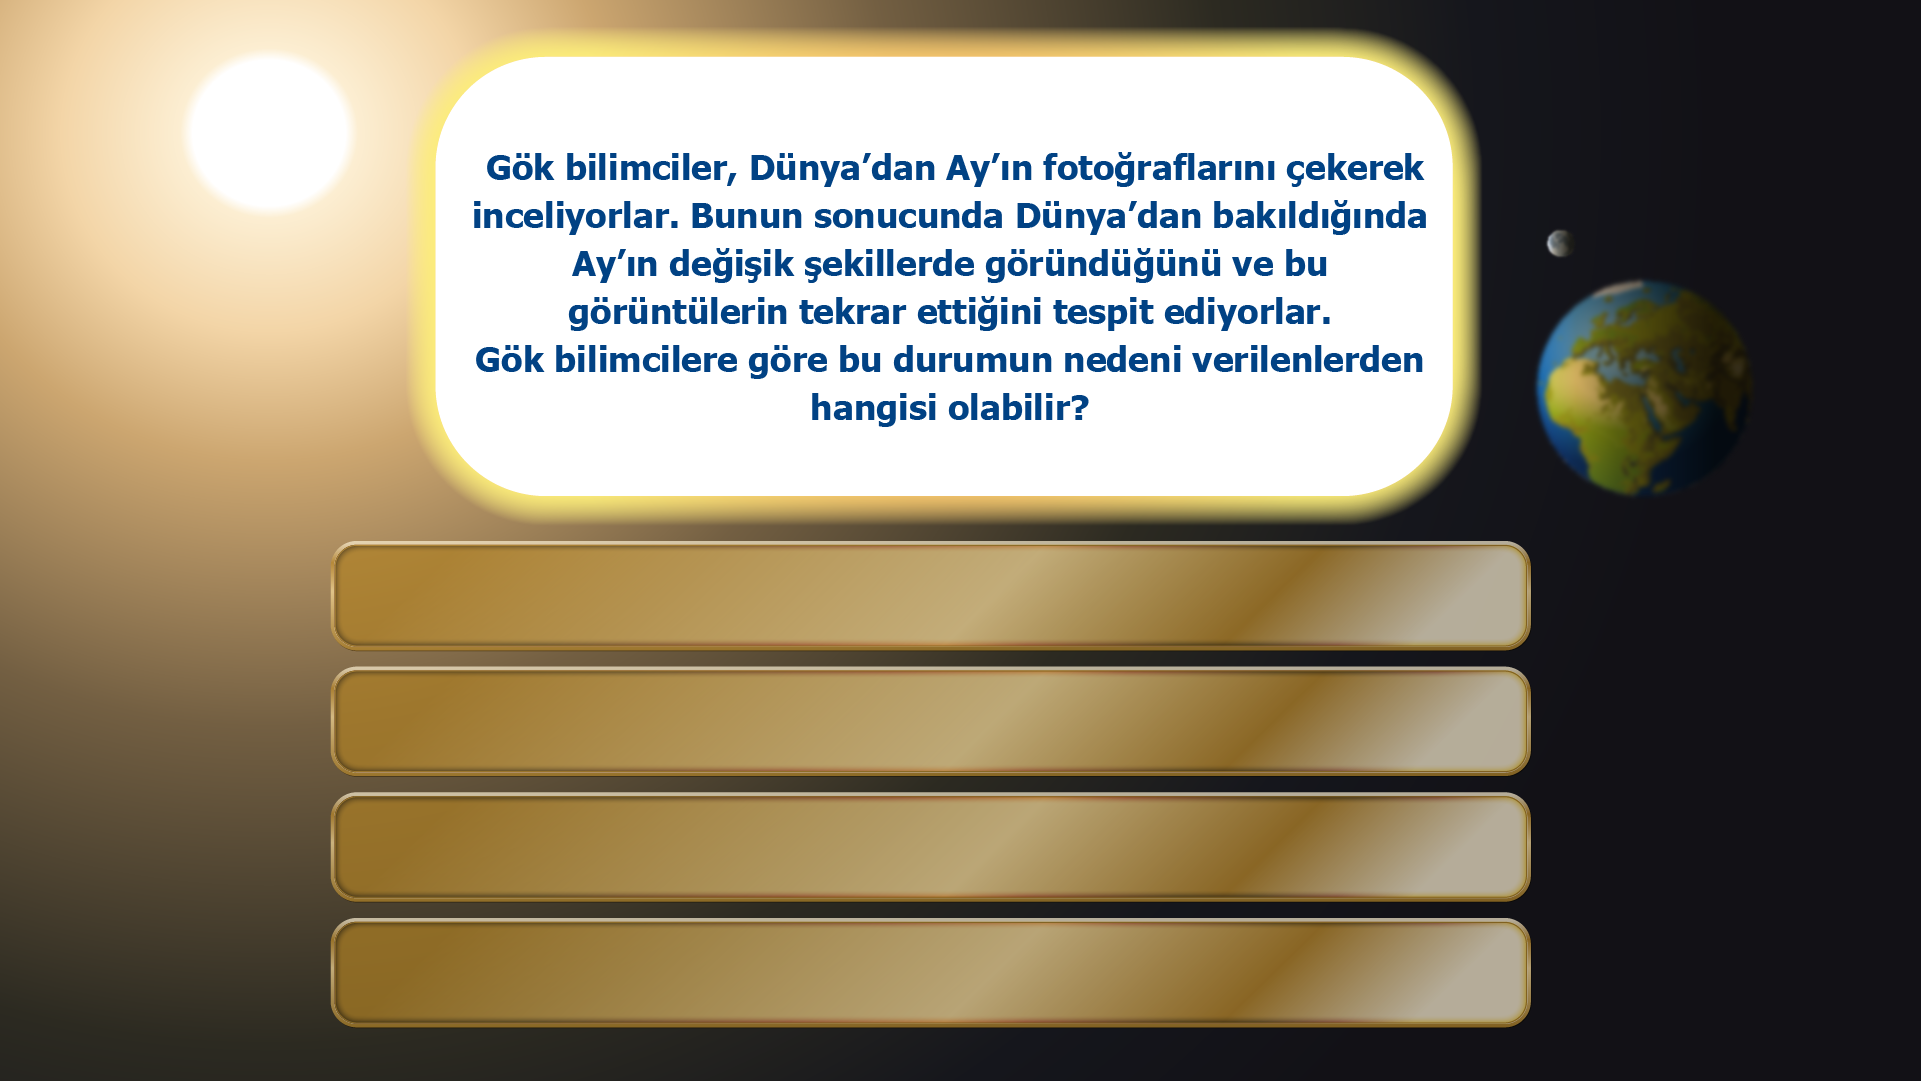 Gök bilimciler, Dünya’dan Ay’ın fotoğraflarını çekerek
inceliyorlar. Bunun sonucunda Dünya’dan bakıldığında
Ay’ın değişik şekillerde göründüğünü ve bu
görüntülerin tekrar ettiğini tespit ediyorlar.
Gök bilimcilere göre bu durumun nedeni verilenlerden
hangisi olabilir?